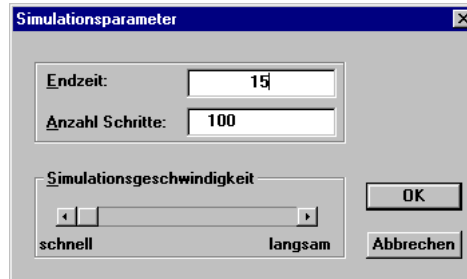 Simulationsparameter
Endzeit: 15
Anzahl Schritte: 100
Simulationsgeschwindigkeit
schnell langsam
OK
Abbrechen